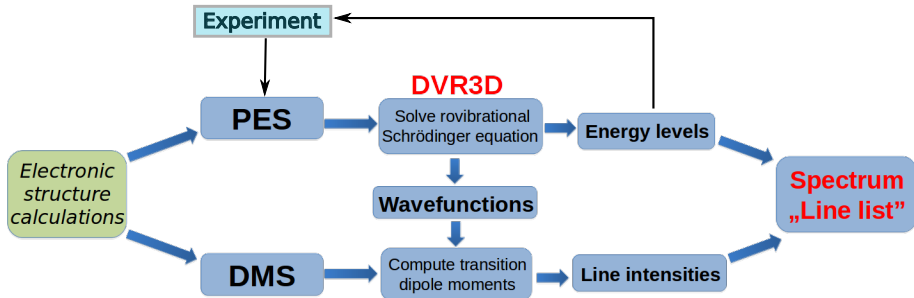 Experiment
DVR3D
PES
Solve rovibrational
Schrödinger equation
Energy levels
Electronic
structure
calculations
Wavefunctions
Spectrum
„Line list”
DMS
Compute transition
dipole moments
Line intensities